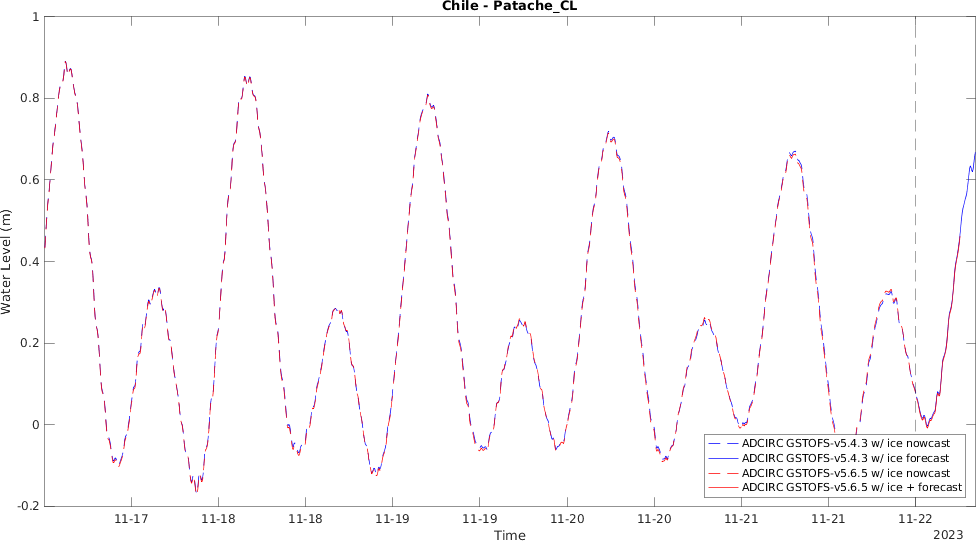 Chile - Patache_CL
1
0.8
0.6
0.4
0.2
0
-0.2
Water Level (m)
ADCIRC GSTOFS-v5.4.3 w/ ice nowcast
ADCIRC GSTOFS-v5.4.3 w/ ice forecast
ADCIRC GSTOFS-v5.6.5 w/ ice nowcast
ADCIRC GSTOFS-v5.6.5 w/ ice + forecast
11-17 11-18 11-18 11-19 11-19 11-20 11-20 11-21 11-21 11-22
Time
2023